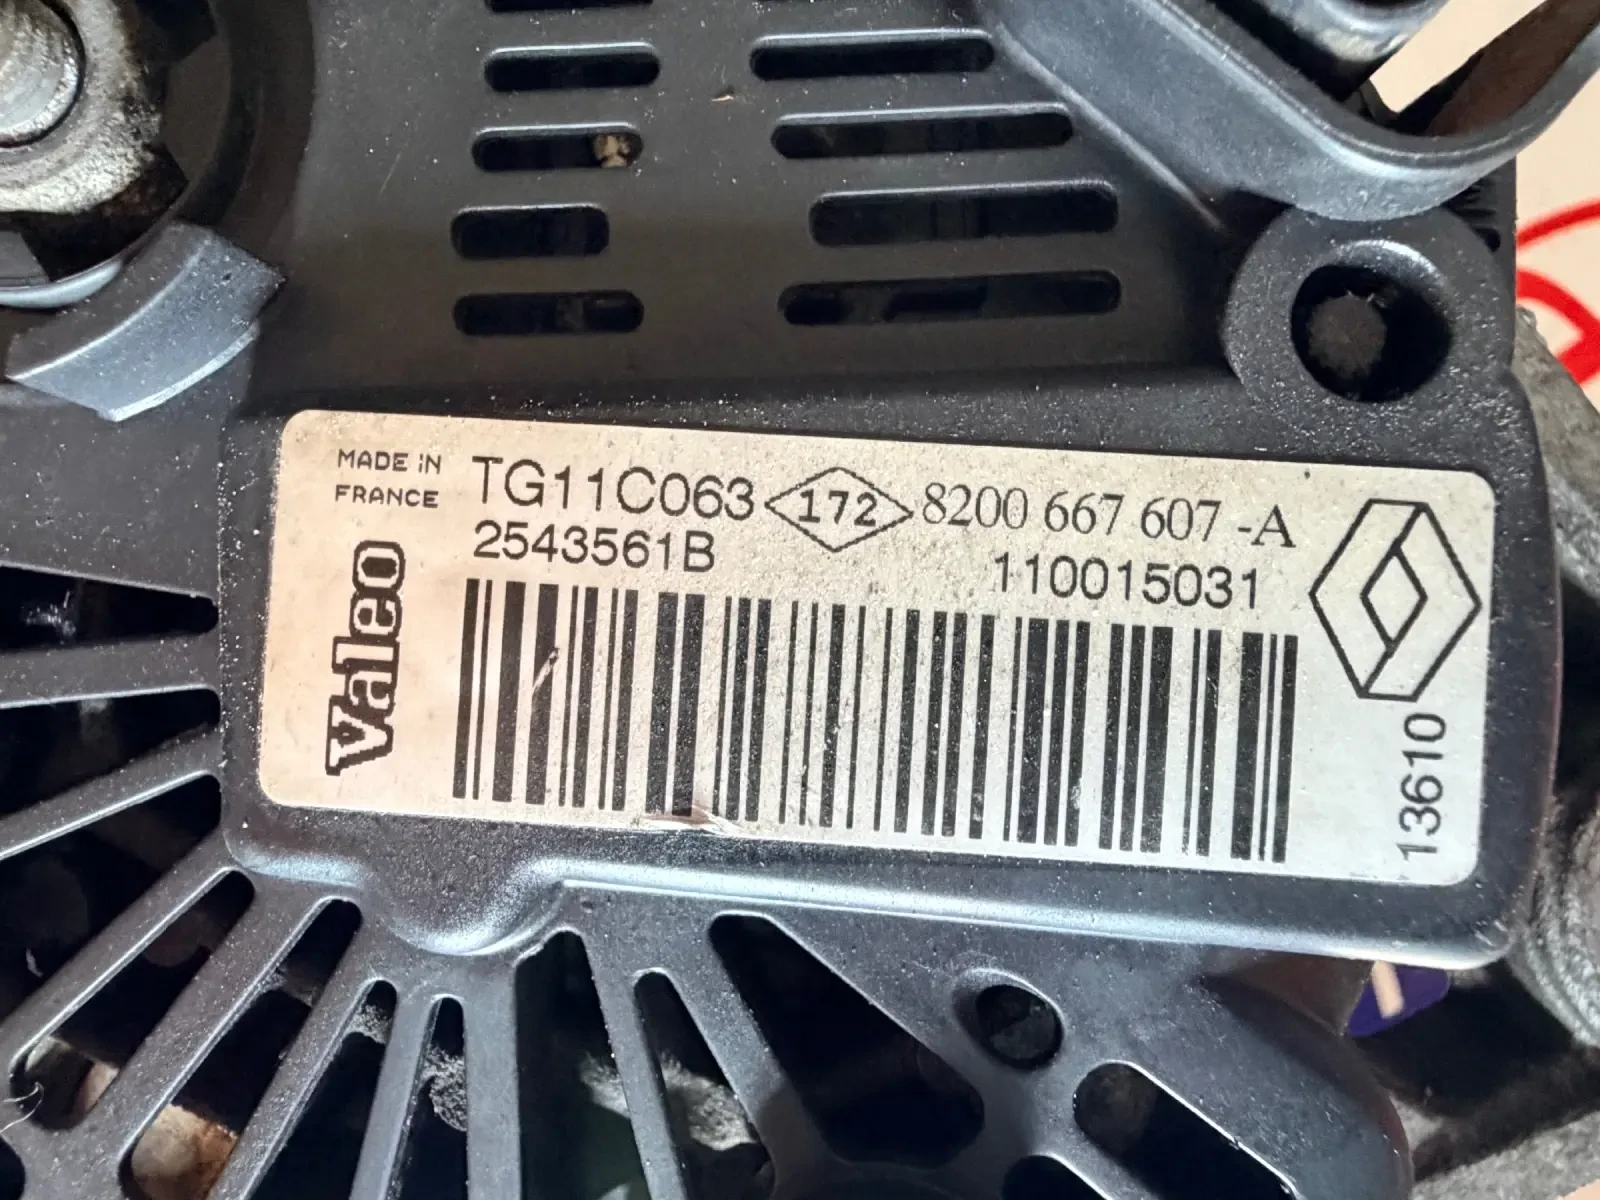 MADE IN
FRANCE
TG11C063 172 8200 667 607 -A
2543561B 110015031
Valeo
13610